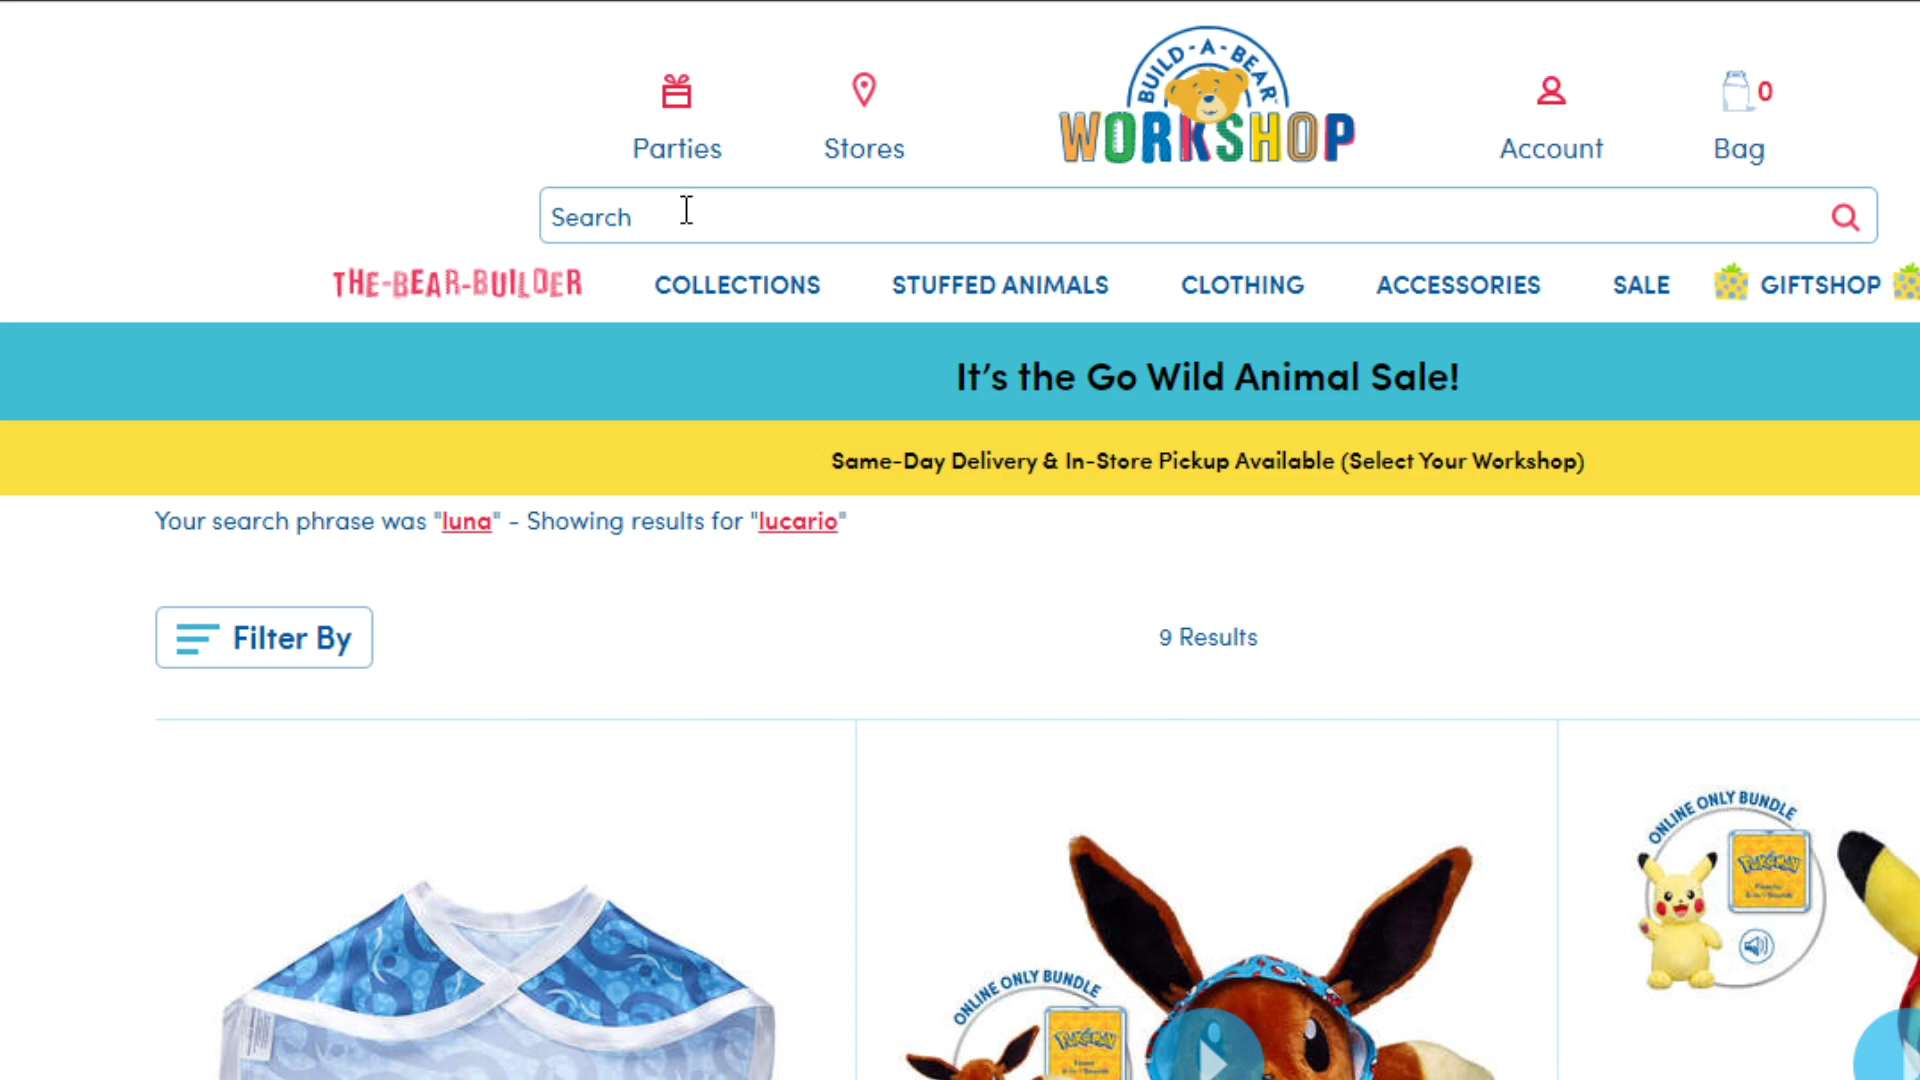 BUILD-A-BEAR
WORKSHOP
0
Parties
Stores
Account
Bag
Search
THE-BEAR-BUILDER
COLLECTIONS
STUFFED ANIMALS
CLOTHING
ACCESSORIES
SALE
GIFTSHOP
It's the Go Wild Animal Sale!
Same-Day Delivery & In-Store Pickup Available (Select Your Workshop)
Your search phrase was "luna" - Showing results for "lucario"
Filter By
9 Results
ONLINE ONLY BUNDLE
POKéMON
ONLINE ONLY BUNDLE
POKéMON